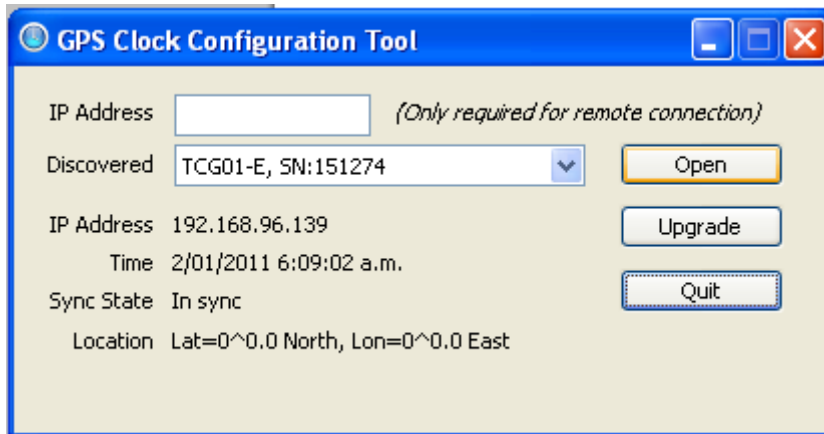 GPS Clock Configuration Tool
IP Address (Only required for remote connection)
Discovered TCG01-E, SN:151274 Open
IP Address 192.168.96.139 Upgrade
Time 2/01/2011 6:09:02 a.m.
Sync State In sync Quit
Location Lat=0^0.0 North, Lon=0^0.0 East